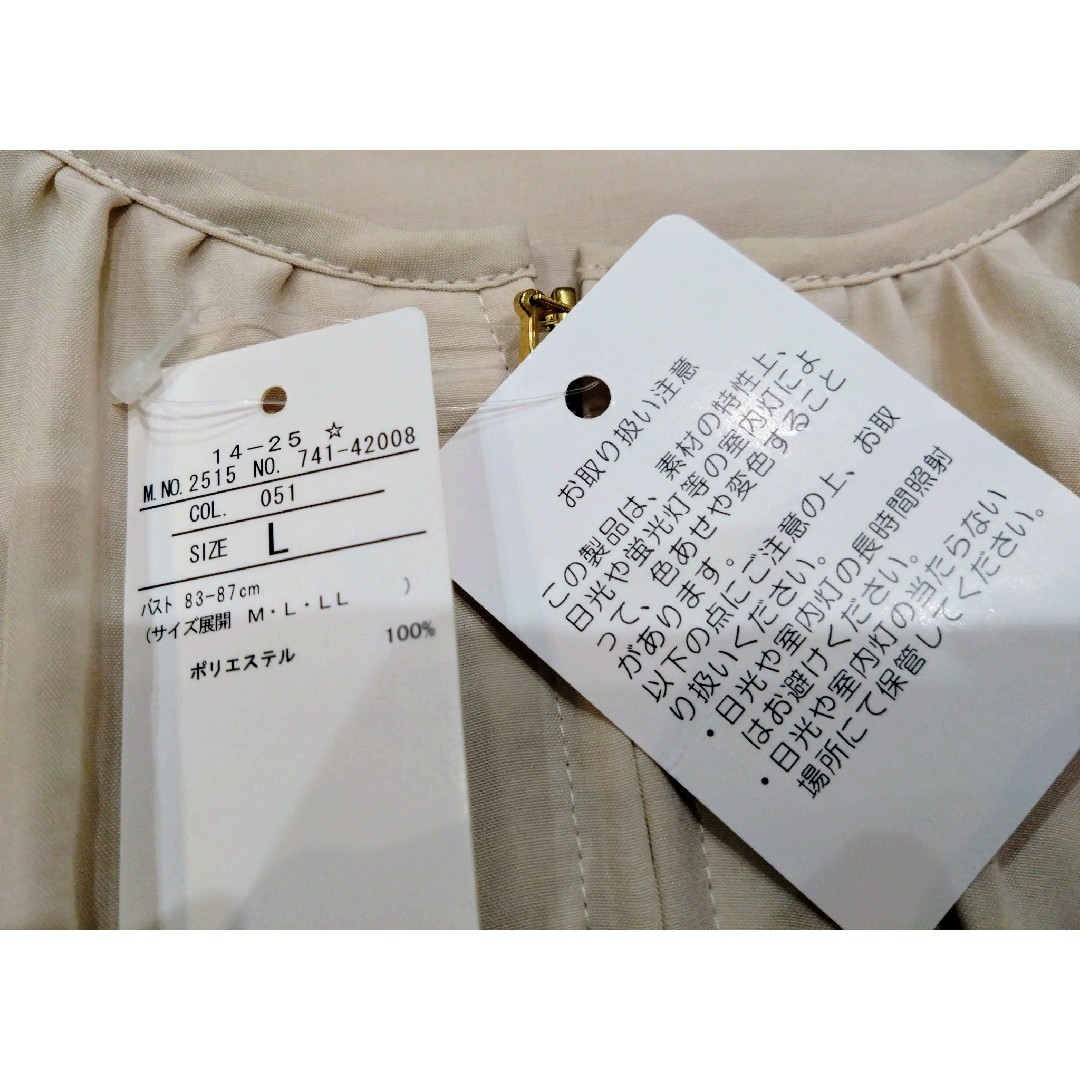 14-25 ☆
M.NO.2515 NO. 741-42008
COL. 051
SIZE L
バスト 83-87cm
(サイズ展開 M・L・LL )
100%
ポリエステル
お取り扱い注意
この製品は、素材の特性上、
日光や蛍光灯等の室内灯によ
って、色あせや変色すること
があります。
以下の点にご注意の上、お取
り扱いください。
・日光や室内灯の長時間照射
はお避けください。
・日光や室内灯の当たらない
場所にて保管してください。